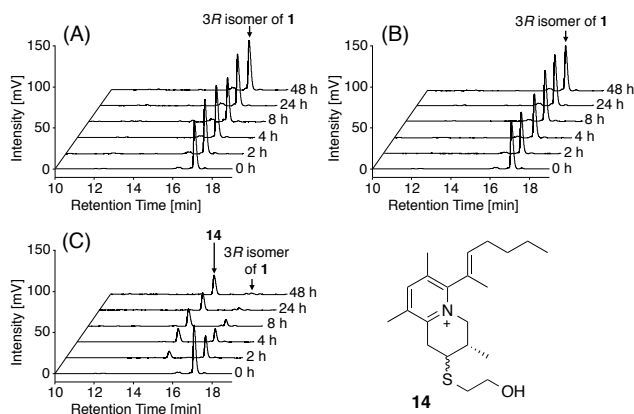 (A)
3R isomer of 1
Intensity [mV]
150
100
50
0
48 h
24 h
8 h
4 h
2 h
0 h
10 12 14 16 18
Retention Time [min]
(B)
3R isomer of 1
Intensity [mV]
150
100
50
0
48 h
24 h
8 h
4 h
2 h
0 h
10 12 14 16 18
Retention Time [min]
(C)
14
3R isomer
of 1
Intensity [mV]
150
100
50
0
48 h
24 h
8 h
4 h
2 h
0 h
10 12 14 16 18
Retention Time [min]
N
+
S
OH
14